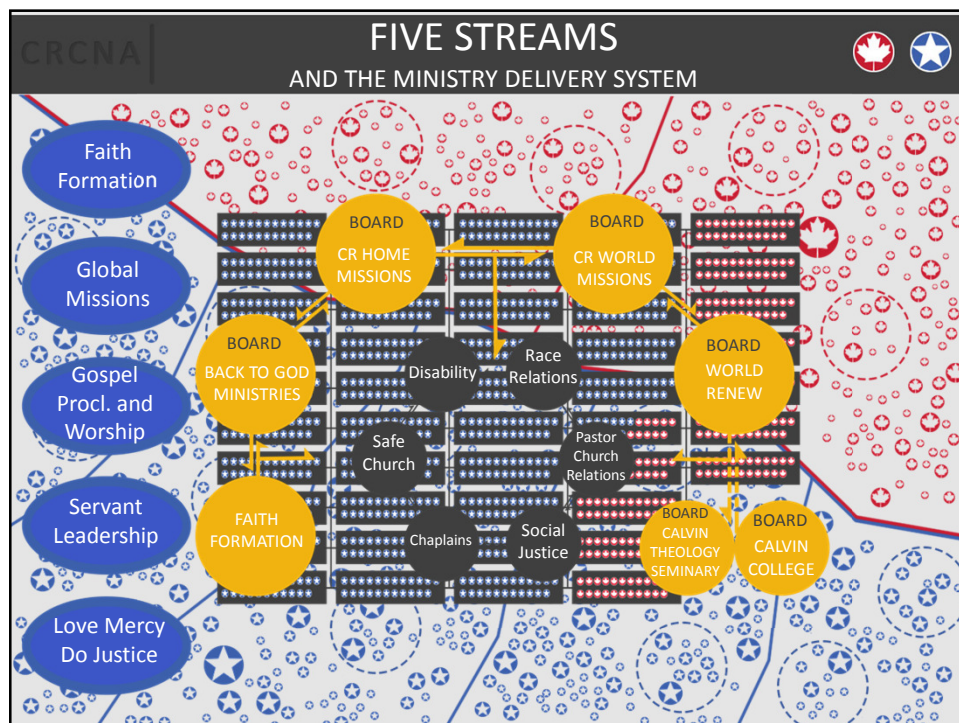 CRCNA
FIVE STREAMS
AND THE MINISTRY DELIVERY SYSTEM
Faith
Formation
Global
Missions
Gospel
Procl. and
Worship
Servant
Leadership
Love Mercy
Do Justice
BOARD
CR HOME
MISSIONS
BOARD
CR WORLD
MISSIONS
BOARD
BACK TO GOD
MINISTRIES
BOARD
WORLD
RENEW
Disability
Race
Relations
Safe
Church
Pastor
Church
Relations
FAITH
FORMATION
Chaplains
Social
Justice
BOARD
CALVIN
THEOLOGY
SEMINARY
BOARD
CALVIN
COLLEGE